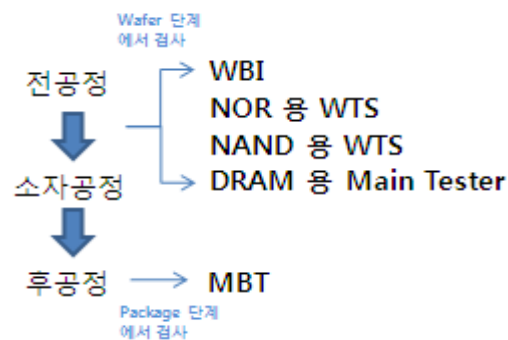 Wafer 단계
에서 검사
전공정
WBI
NOR 용 WTS
NAND 용 WTS
소자공정
DRAM 용 Main Tester
후공정
MBT
Package 단계
에서 검사